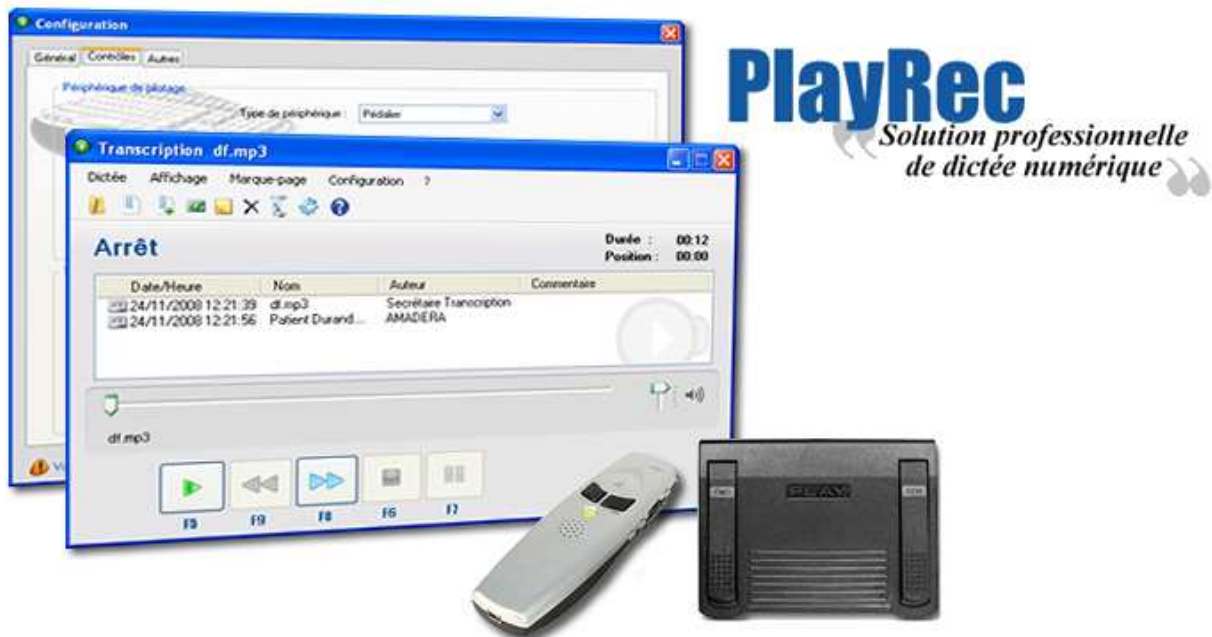 Configuration
Général Contrôles Autres
Périphérique de pilotage
Type de périphérique : Pédalier
Transcription df.mp3
Dictée Affichage Marque-page Configuration ?
Arrêt
Durée : 00:12
Position : 00:00
Date/Heure Nom Auteur Commentaire
24/11/2008 12:21:39 df.mp3 Secrétaire Transcription
24/11/2008 12:21:56 Patient Durand... AMADERA
df.mp3
F5 F9 F8 F6 F7
PlayRec
Solution professionnelle
de dictée numérique
PLAY